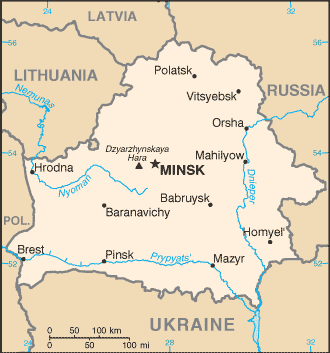 24
LATVIA
32
56
56
LITHUANIA
Polatsk
Nemunas
Vitsyebsk
RUSSIA
Orsha
54
54
Dzyarzhynskaya
Hara
MINSK
Mahilyow
Hrodna
Nyoman
Dnieper
Babruysk
Baranavichy
POL.
Homyel'
Brest
Pinsk
Prypyats'
Mazyr
52
52
0 50 100 km
0 50 100 mi
24
28
32
UKRAINE